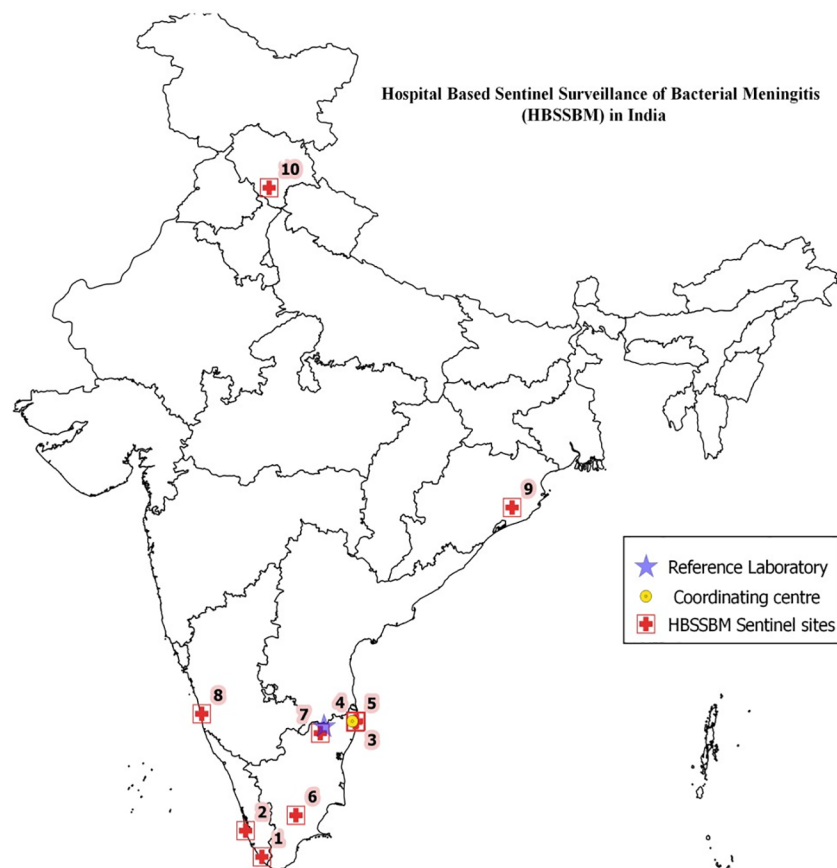 Hospital Based Sentinel Surveillance of Bacterial Meningitis
(HBSSBM) in India
10
9
Reference Laboratory
Coordinating centre
HBSSBM Sentinel sites
8
4
5
7
3
6
2
1